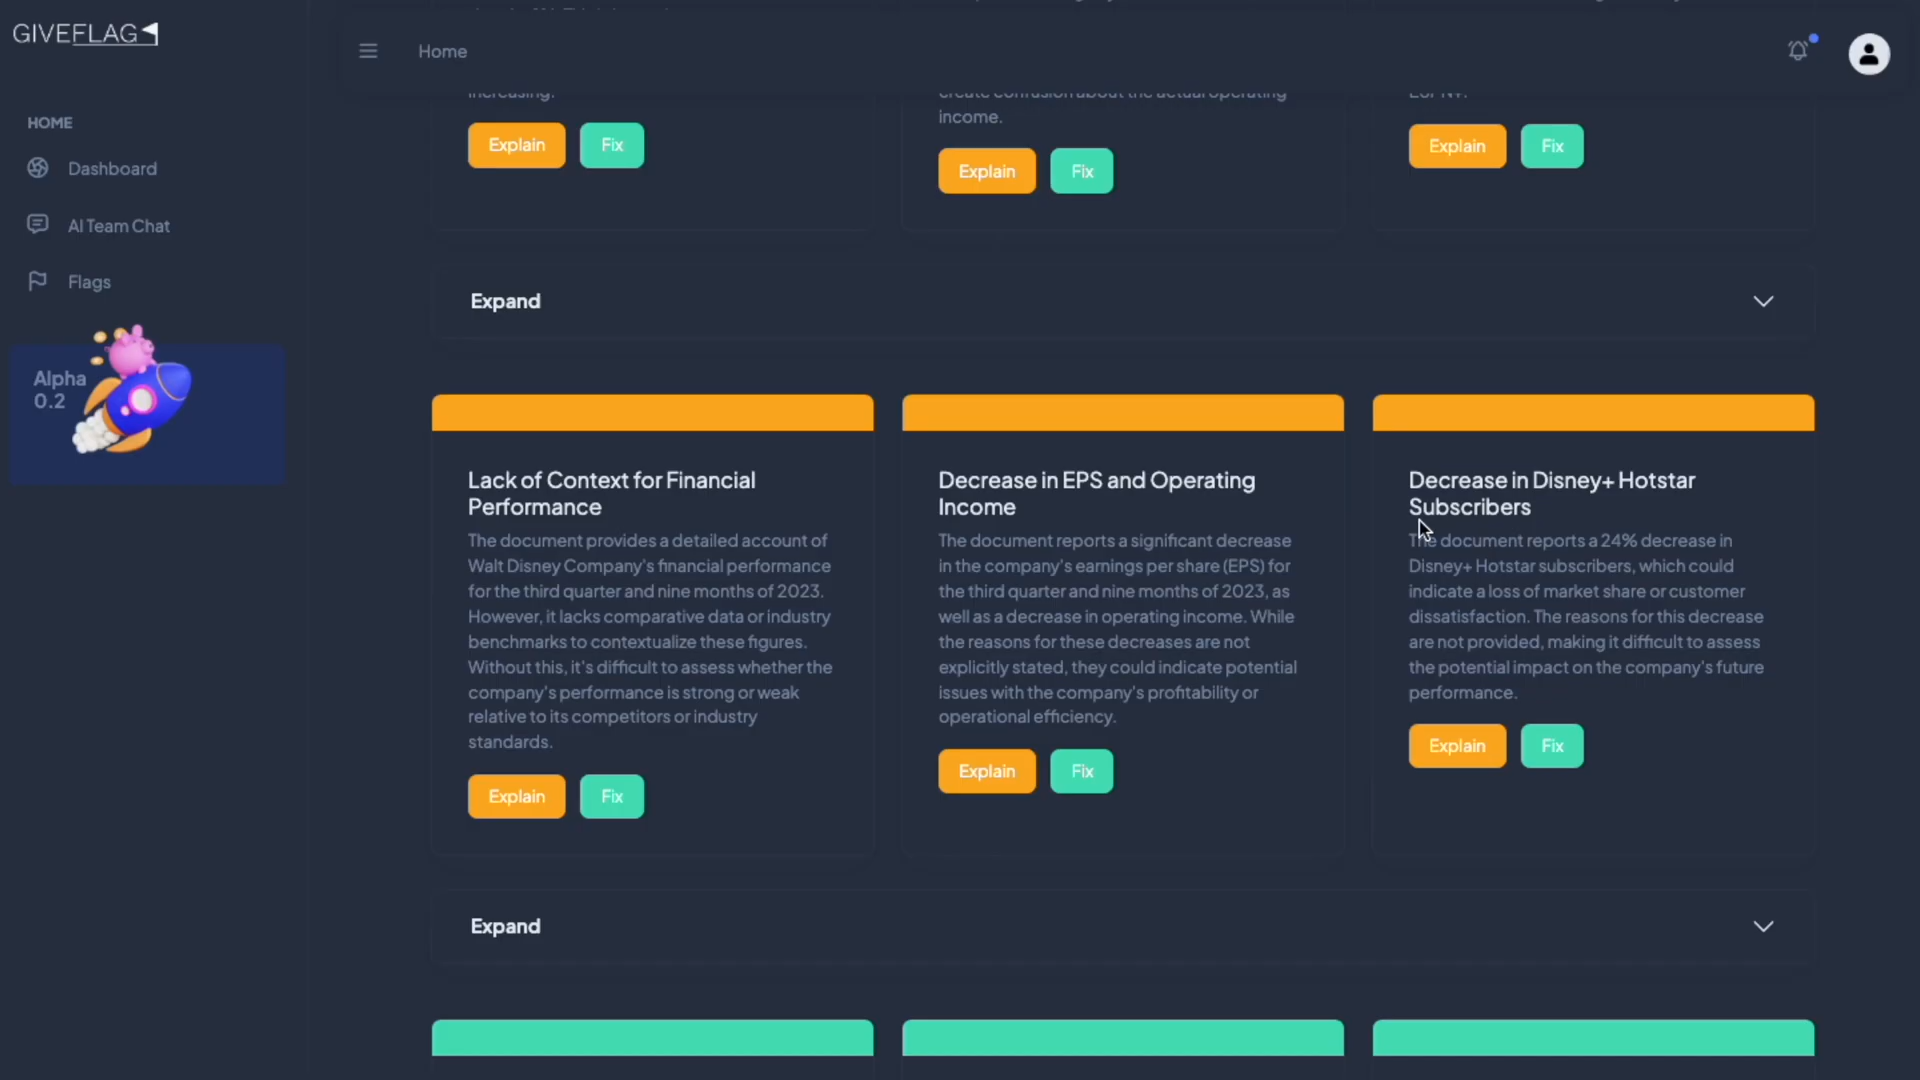 GIVEFLAG
Home
HOME
Dashboard
AI Team Chat
Flags
Alpha
0.2
increasing.
Explain
Fix
create confusion about the actual operating
income.
Explain
Fix
Explain
Fix
Expand
Lack of Context for Financial
Performance
The document provides a detailed account of
Walt Disney Company's financial performance
for the third quarter and nine months of 2023.
However, it lacks comparative data or industry
benchmarks to contextualize these figures.
Without this, it's difficult to assess whether the
company's performance is strong or weak
relative to its competitors or industry
standards.
Explain
Fix
Decrease in EPS and Operating
Income
The document reports a significant decrease
in the company's earnings per share (EPS) for
the third quarter and nine months of 2023, as
well as a decrease in operating income. While
the reasons for these decreases are not
explicitly stated, they could indicate potential
issues with the company's profitability or
operational efficiency.
Explain
Fix
Decrease in Disney+ Hotstar
Subscribers
The document reports a 24% decrease in
Disney+ Hotstar subscribers, which could
indicate a loss of market share or customer
dissatisfaction. The reasons for this decrease
are not provided, making it difficult to assess
the potential impact on the company's future
performance.
Explain
Fix
Expand